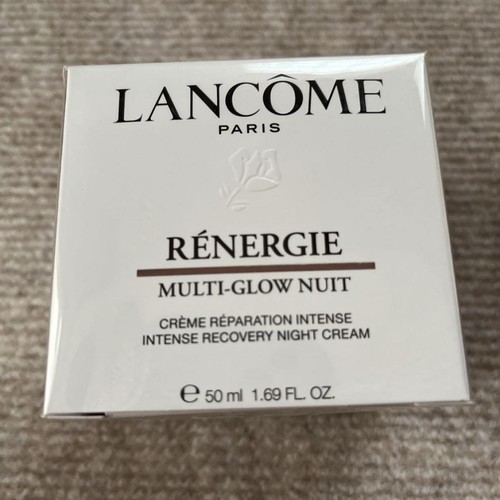 LANCÔME
PARIS
RÉNERGIE
MULTI-GLOW NUIT
CRÈME RÉPARATION INTENSE
INTENSE RECOVERY NIGHT CREAM
℮ 50 ml 1.69 FL. OZ.